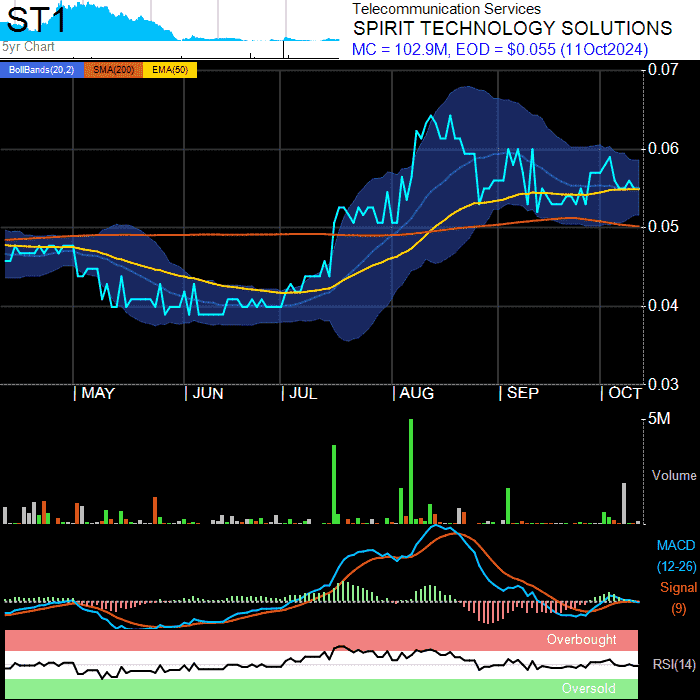 ST1
5yr Chart
Telecommunication Services
SPIRIT TECHNOLOGY SOLUTIONS
MC = 102.9M, EOD = $0.055 (11Oct2024)
BollBands(20,2) SMA(200) EMA(50)
0.07
0.06
0.05
0.04
0.03
MAY JUN JUL AUG SEP OCT
5M
Volume
MACD
(12-26)
Signal
(9)
Overbought
RSI(14)
Oversold